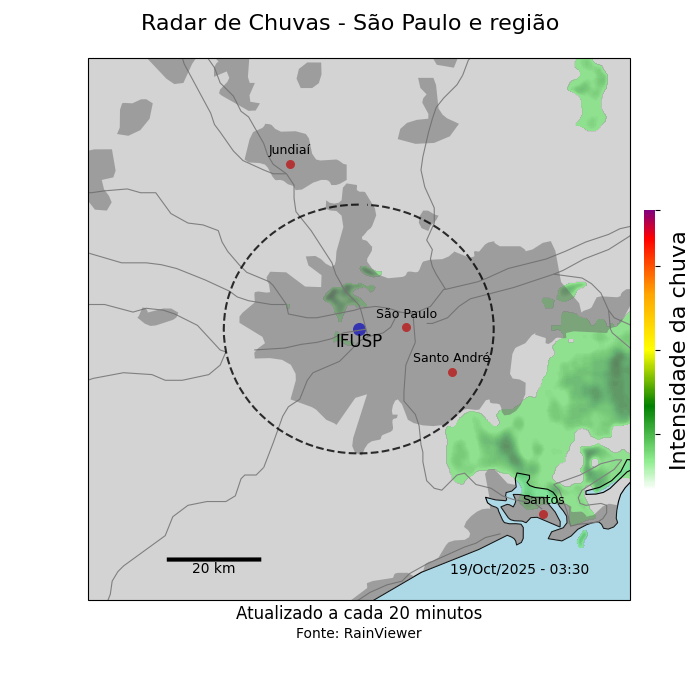 Radar de Chuvas - São Paulo e região
Jundiaí
São Paulo
IFUSP
Santo André
Intensidade da chuva
Santos
20 km
19/Oct/2025 - 03:30
Atualizado a cada 20 minutos
Fonte: RainViewer